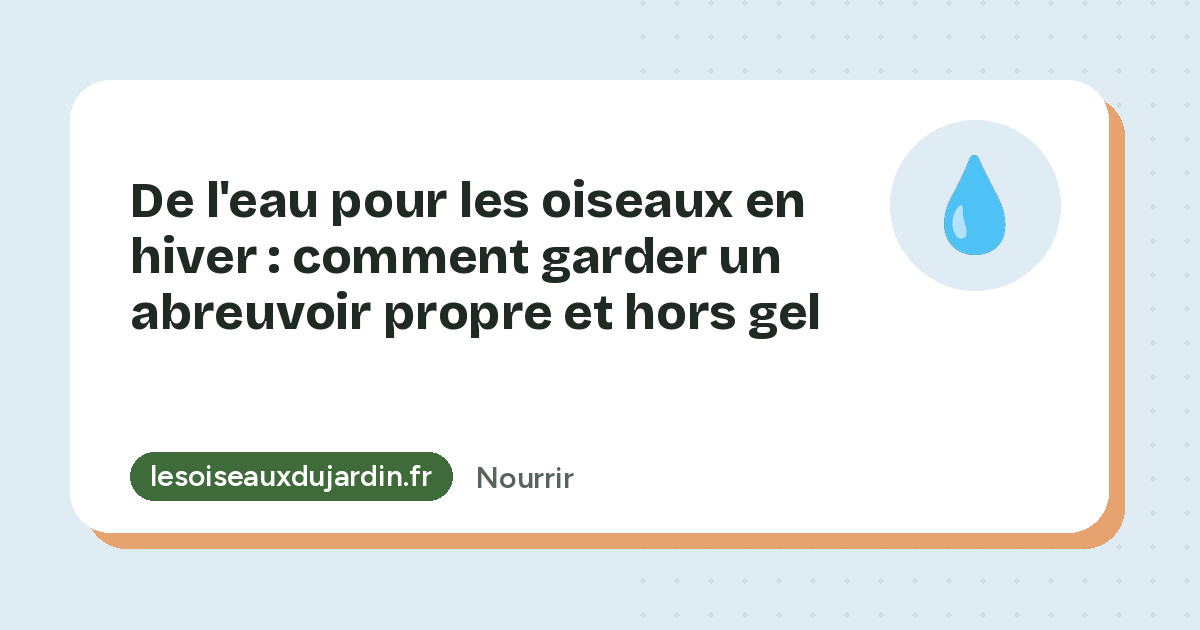 De l'eau pour les oiseaux en
hiver : comment garder un
abreuvoir propre et hors gel
lesoiseauxdujardin.fr
Nourrir